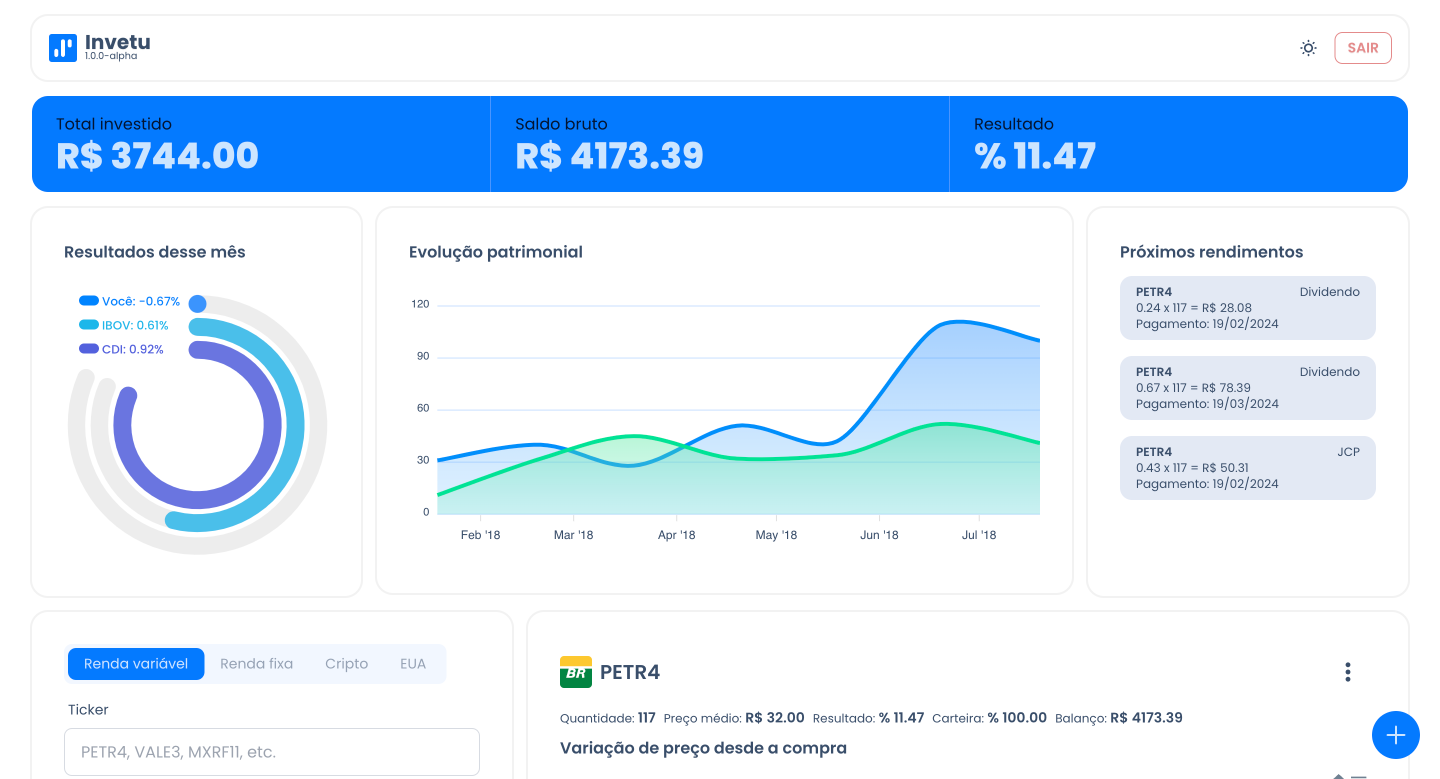 Invetu
1.0.0-alpha
SAIR
Total investido
R$ 3744.00
Saldo bruto
R$ 4173.39
Resultado
% 11.47
Resultados desse mês
Você: -0.67%
IBOV: 0.61%
CDI: 0.92%
Evolução patrimonial
120
90
60
30
0
Feb '18
Mar '18
Apr '18
May '18
Jun '18
Jul '18
Próximos rendimentos
PETR4 Dividendo
0.24 x 117 = R$ 28.08
Pagamento: 19/02/2024
PETR4 Dividendo
0.67 x 117 = R$ 78.39
Pagamento: 19/03/2024
PETR4 JCP
0.43 x 117 = R$ 50.31
Pagamento: 19/02/2024
Renda variável Renda fixa Cripto EUA
Ticker
PETR4, VALE3, MXRF11, etc.
BR PETR4
Quantidade: 117 Preço médio: R$ 32.00 Resultado: % 11.47 Carteira: % 100.00 Balanço: R$ 4173.39
Variação de preço desde a compra